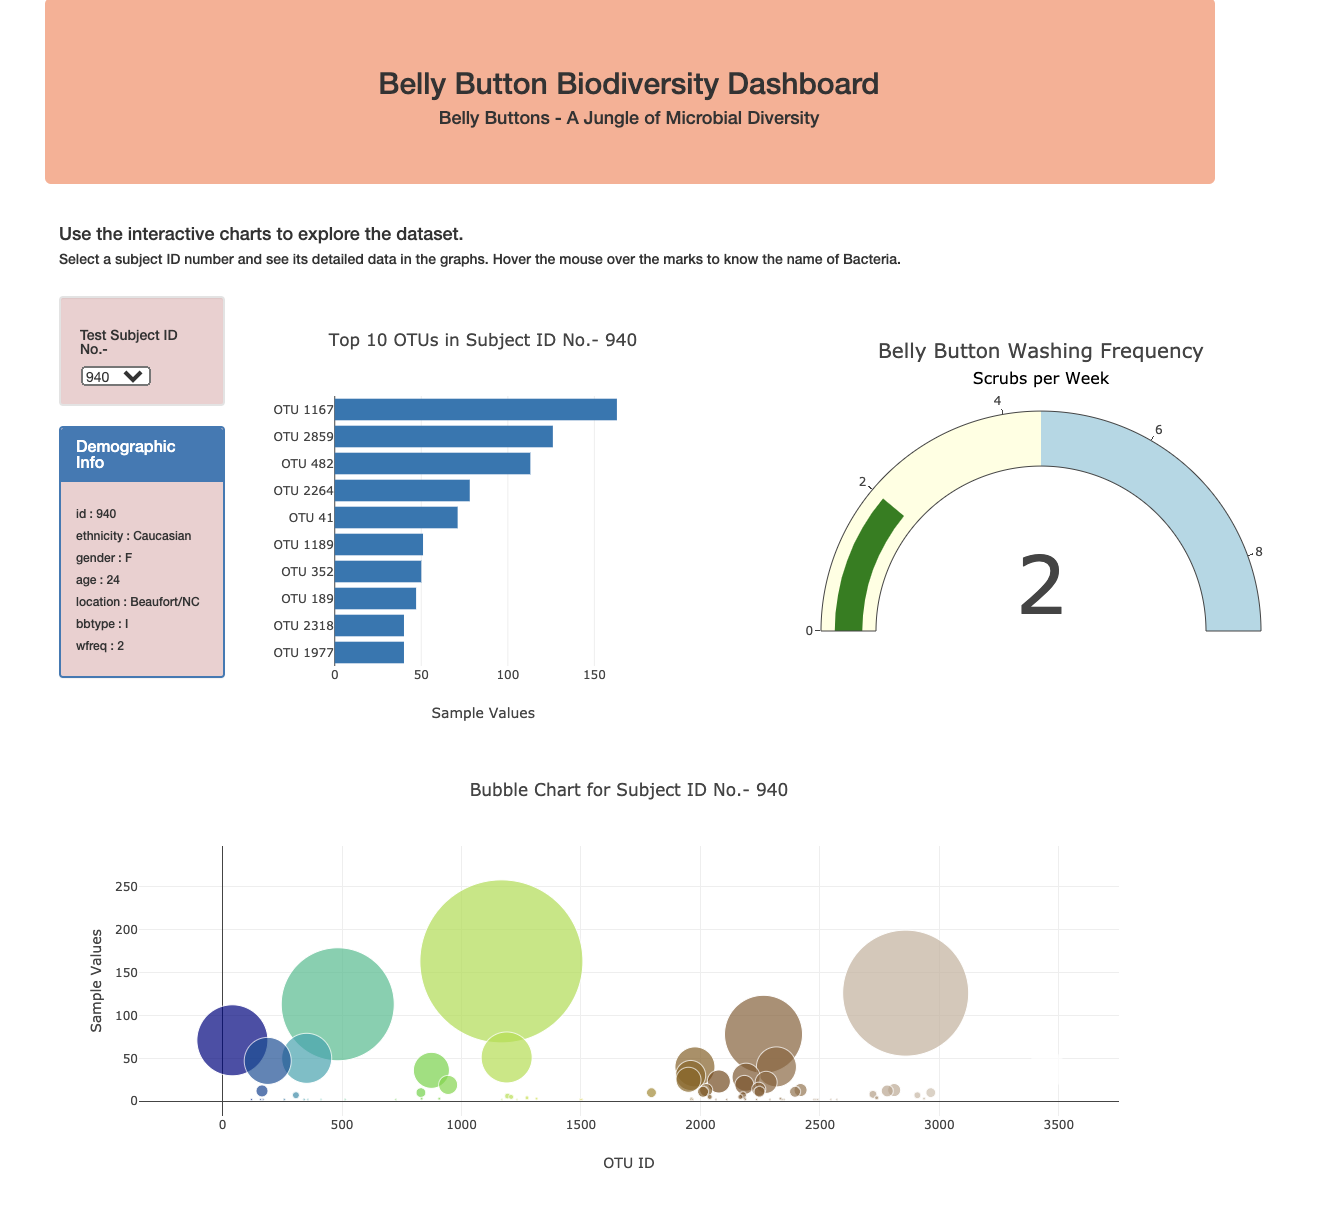 Belly Button Biodiversity Dashboard
Belly Buttons - A Jungle of Microbial Diversity
Use the interactive charts to explore the dataset.
Select a subject ID number and see its detailed data in the graphs. Hover the mouse over the marks to know the name of Bacteria.
Test Subject ID
No.-
940
Demographic
Info
id : 940
ethnicity : Caucasian
gender : F
age : 24
location : Beaufort/NC
bbtype : I
wfreq : 2
Top 10 OTUs in Subject ID No.- 940
OTU 1167
OTU 2859
OTU 482
OTU 2264
OTU 41
OTU 1189
OTU 352
OTU 189
OTU 2318
OTU 1977
0 50 100 150
Sample Values
Belly Button Washing Frequency
Scrubs per Week
0
2
4
6
8
2
Bubble Chart for Subject ID No.- 940
Sample Values
250
200
150
100
50
0
0 500 1000 1500 2000 2500 3000 3500
OTU ID